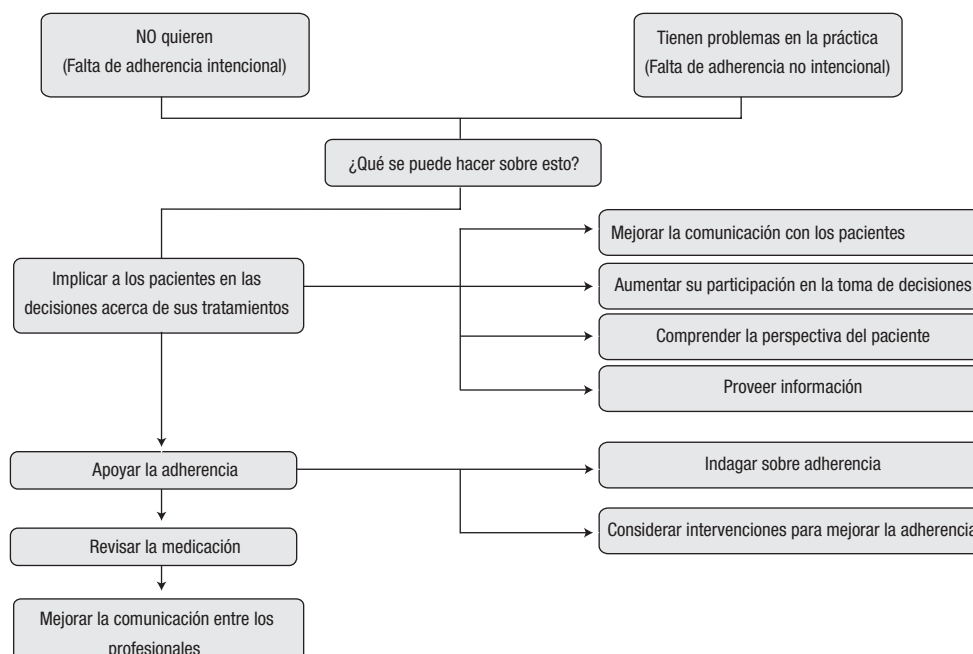 NO quieren
(Falta de adherencia intencional)
Tienen problemas en la práctica
(Falta de adherencia no intencional)
¿Qué se puede hacer sobre esto?
Implicar a los pacientes en las
decisiones acerca de sus tratamientos
Mejorar la comunicación con los pacientes
Aumentar su participación en la toma de decisiones
Comprender la perspectiva del paciente
Proveer información
Apoyar la adherencia
Indagar sobre adherencia
Considerar intervenciones para mejorar la adherencia
Revisar la medicación
Mejorar la comunicación entre los
profesionales